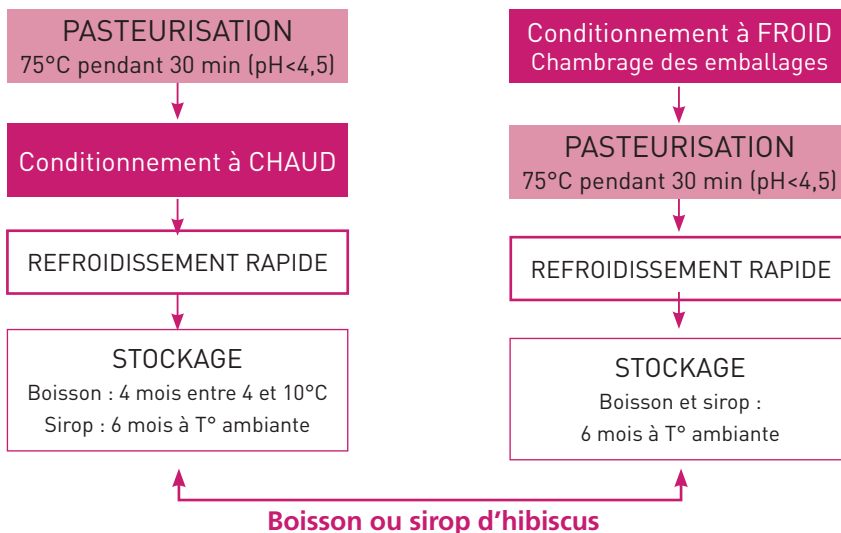 PASTEURISATION
75°C pendant 30 min (pH<4,5)
Conditionnement à CHAUD
REFROIDISSEMENT RAPIDE
STOCKAGE
Boisson : 4 mois entre 4 et 10°C
Sirop : 6 mois à T° ambiante
Conditionnement à FROID
Chambrage des emballages
PASTEURISATION
75°C pendant 30 min (pH<4,5)
REFROIDISSEMENT RAPIDE
STOCKAGE
Boisson et sirop :
6 mois à T° ambiante
Boisson ou sirop d’hibiscus